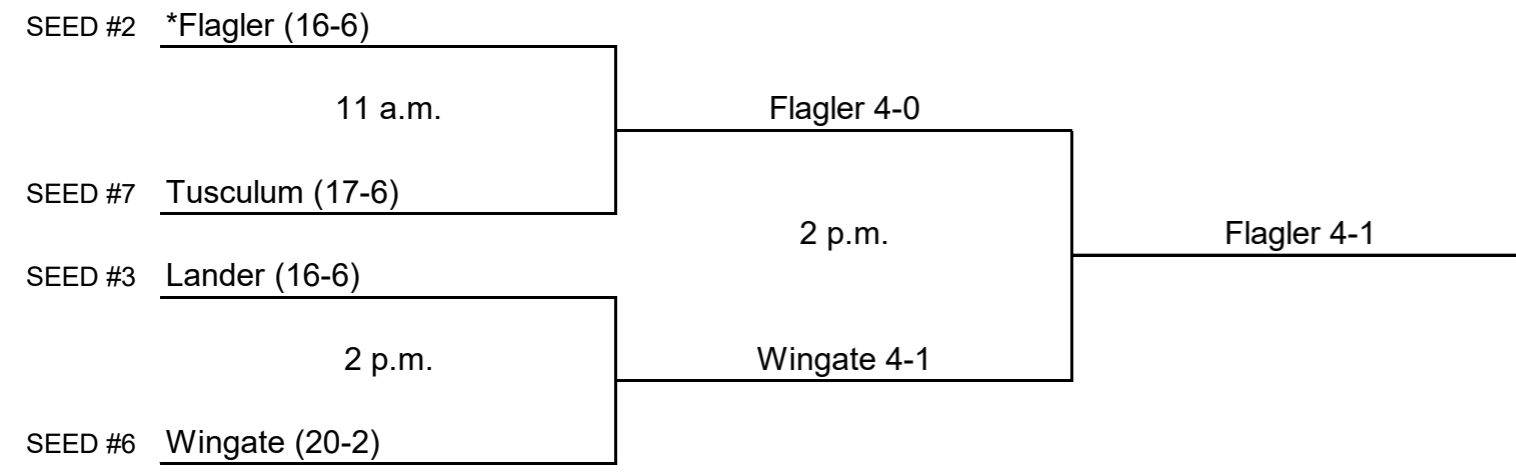 SEED #2 *Flagler (16-6)
11 a.m.
Flagler 4-0
SEED #7 Tusculum (17-6)
2 p.m.
Flagler 4-1
SEED #3 Lander (16-6)
2 p.m.
Wingate 4-1
SEED #6 Wingate (20-2)